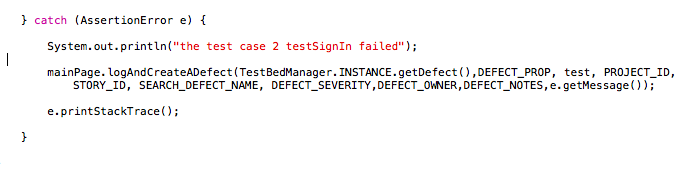 } catch (AssertionError e) {
System.out.println("the test case 2 testSignIn failed");
mainPage.logAndCreateADefect(TestBedManager.INSTANCE.getDefect(),DEFECT_PROP, test, PROJECT_ID,
STORY_ID, SEARCH_DEFECT_NAME, DEFECT_SEVERITY,DEFECT_OWNER,DEFECT_NOTES,e.getMessage());
e.printStackTrace();
}